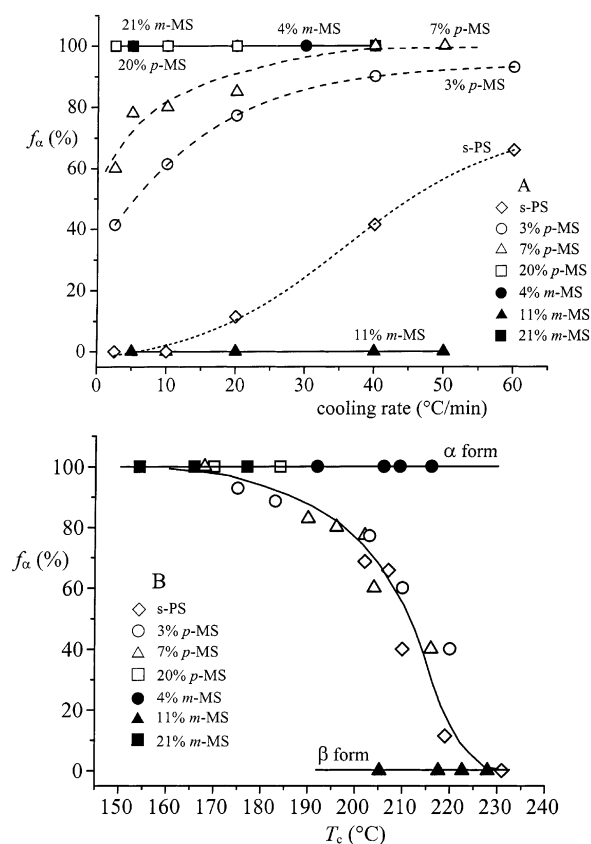 21% m-MS
4% m-MS
7% p-MS
100
20% p-MS
80
3% p-MS
fα (%)
60
s-PS
A
s-PS
40
3% p-MS
7% p-MS
20
20% p-MS
4% m-MS
11% m-MS
11% m-MS
0
21% m-MS
0 10 20 30 40 50 60
cooling rate (°C/min)
α form
100
80
fα (%)
B
60
s-PS
3% p-MS
40
7% p-MS
20% p-MS
20
4% m-MS
11% m-MS
β form
21% m-MS
0
150 160 170 180 190 200 210 220 230 240
Tc (°C)